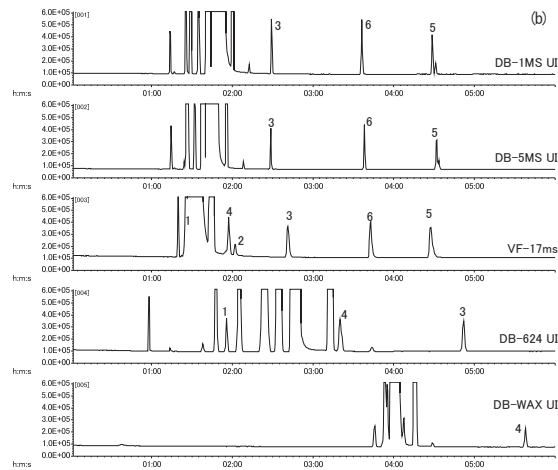 (b)
6.0E+05
[001]
5.0E+05
4.0E+05
3.0E+05
2.0E+05
1.0E+05
0.0E+00
3
6
5
DB-1MS UI
h:m:s
01:00
02:00
03:00
04:00
05:00
6.0E+05
[002]
5.0E+05
4.0E+05
3.0E+05
2.0E+05
1.0E+05
0.0E+00
3
6
5
DB-5MS UI
h:m:s
01:00
02:00
03:00
04:00
05:00
6.0E+05
[003]
5.0E+05
4.0E+05
3.0E+05
2.0E+05
1.0E+05
0.0E+00
1
4
2
3
6
5
VF-17ms
h:m:s
01:00
02:00
03:00
04:00
05:00
6.0E+05
[004]
5.0E+05
4.0E+05
3.0E+05
2.0E+05
1.0E+05
0.0E+00
1
4
3
DB-624 UI
h:m:s
01:00
02:00
03:00
04:00
05:00
6.0E+05
[005]
5.0E+05
4.0E+05
3.0E+05
2.0E+05
1.0E+05
0.0E+00
4
DB-WAX UI
h:m:s
01:00
02:00
03:00
04:00
05:00